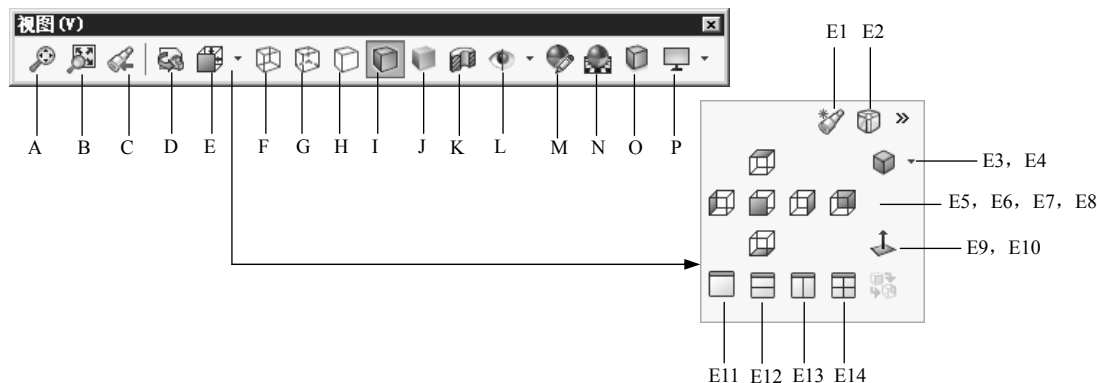 视图(V)
E1 E2
A B C D E F G H I J K L M N O P
E3，E4
E5，E6，E7，E8
E9，E10
E11 E12 E13 E14